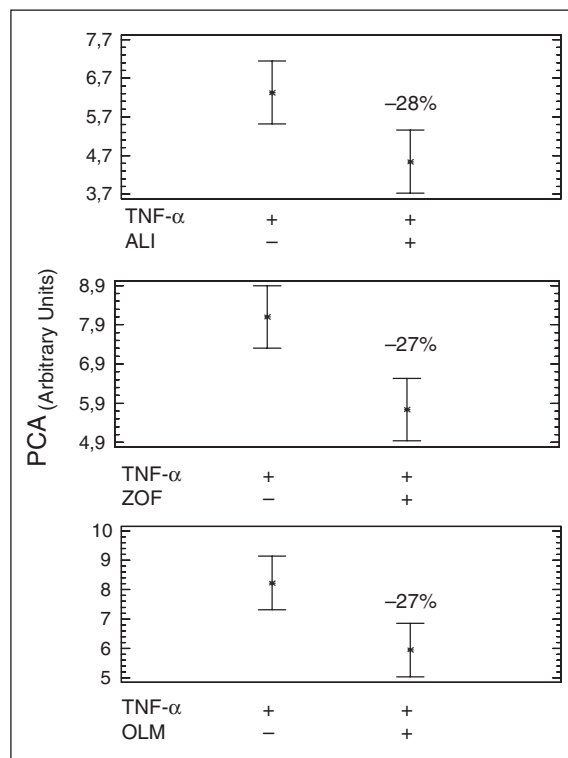 7,7
6,7
5,7
4,7
3,7
−28%
TNF-α + +
ALI − +
PCA (Arbitrary Units)
8,9
7,9
6,9
5,9
4,9
−27%
TNF-α + +
ZOF − +
10
9
8
7
6
5
−27%
TNF-α + +
OLM − +